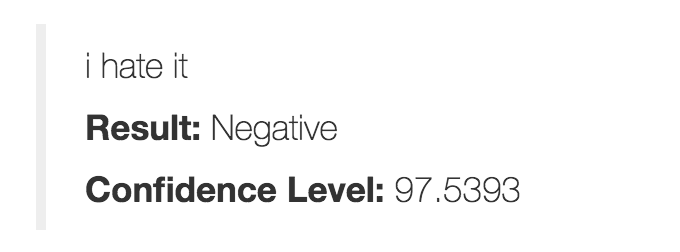 i hate it
Result: Negative
Confidence Level: 97.5393